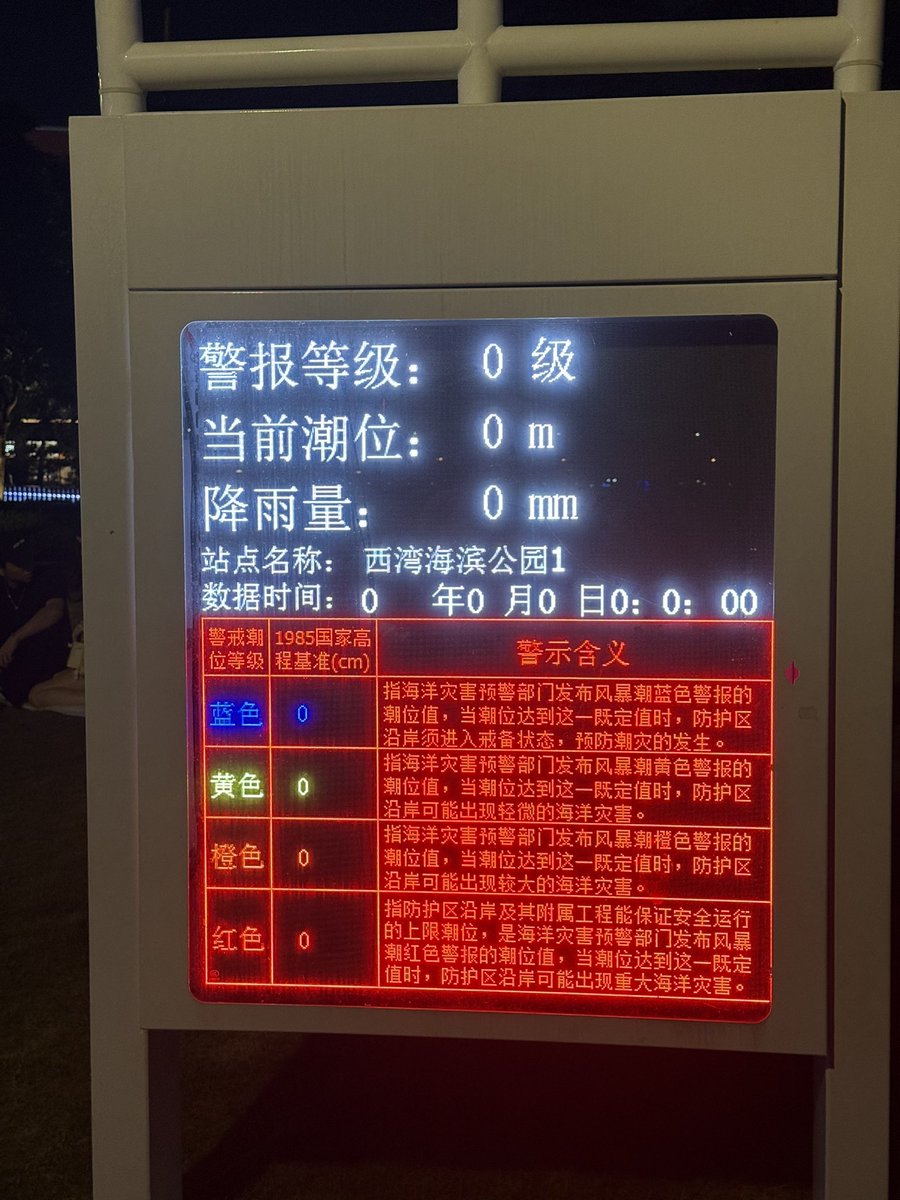 警报等级： 0 级
当前潮位： 0 m
降雨量： 0 mm
站点名称： 西湾海滨公园1
数据时间： 0 年0 月0 日0：0：00
警戒潮
位等级
1985国家高
程基准(cm)
警示含义
蓝色
0
指海洋灾害预警部门发布风暴潮蓝色警报的
潮位值，当潮位达到这一既定值时，防护区
沿岸须进入戒备状态，预防潮灾的发生。
黄色
0
指海洋灾害预警部门发布风暴潮黄色警报的
潮位值，当潮位达到这一既定值时，防护区
沿岸可能出现轻微的海洋灾害。
橙色
0
指海洋灾害预警部门发布风暴潮橙色警报的
潮位值，当潮位达到这一既定值时，防护区
沿岸可能出现较大的海洋灾害。
红色
0
指防护区沿岸及其附属工程能保证安全运行
的上限潮位，是海洋灾害预警部门发布风暴
潮红色警报的潮位值，当潮位达到这一既定
值时，防护区沿岸可能出现重大海洋灾害。